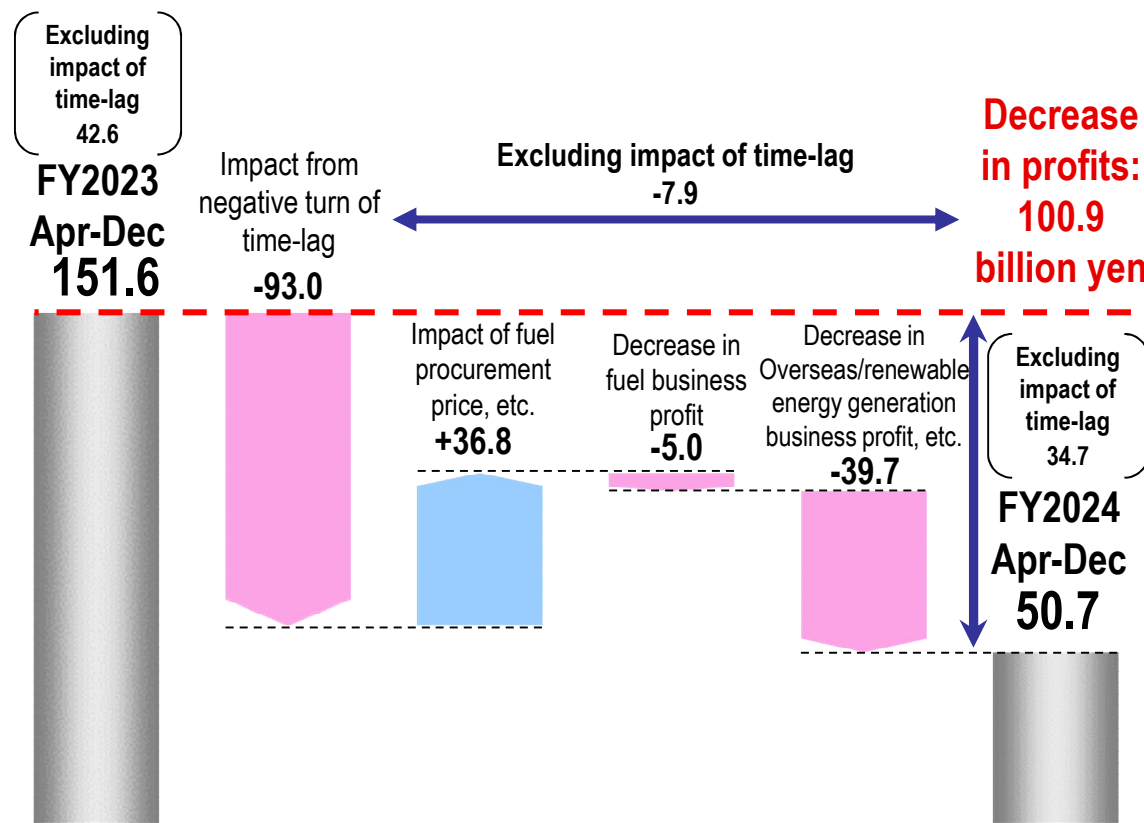 Excluding
impact of
time-lag
42.6
FY2023
Apr-Dec
151.6
Impact from
negative turn of
time-lag
-93.0
Excluding impact of time-lag
-7.9
Decrease
in profits:
100.9
billion yen
Impact of fuel
procurement
price, etc.
+36.8
Decrease in
fuel business
profit
-5.0
Decrease in
Overseas/renewable
energy generation
business profit, etc.
-39.7
Excluding
impact of
time-lag
34.7
FY2024
Apr-Dec
50.7